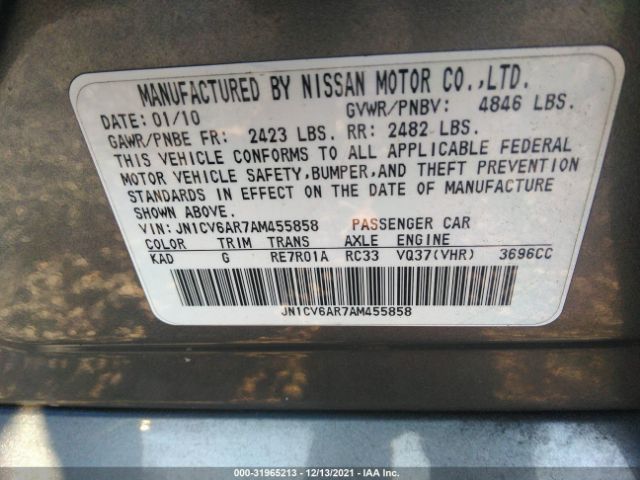 MANUFACTURED BY NISSAN MOTOR CO.,LTD.
DATE: 01/10 GVWR/PNBV: 4846 LBS.
GAWR/PNBE FR: 2423 LBS. RR: 2482 LBS.
THIS VEHICLE CONFORMS TO ALL APPLICABLE FEDERAL
MOTOR VEHICLE SAFETY,BUMPER,AND THEFT PREVENTION
STANDARDS IN EFFECT ON THE DATE OF MANUFACTURE
SHOWN ABOVE.
VIN: JN1CV6AR7AM455858 PASSENGER CAR
COLOR TRIM TRANS AXLE ENGINE
KAD G RE7R01A RC33 VQ37(VHR) 3696CC
JN1CV6AR7AM455858
000-31965213 - 12/13/2021 - IAA Inc.